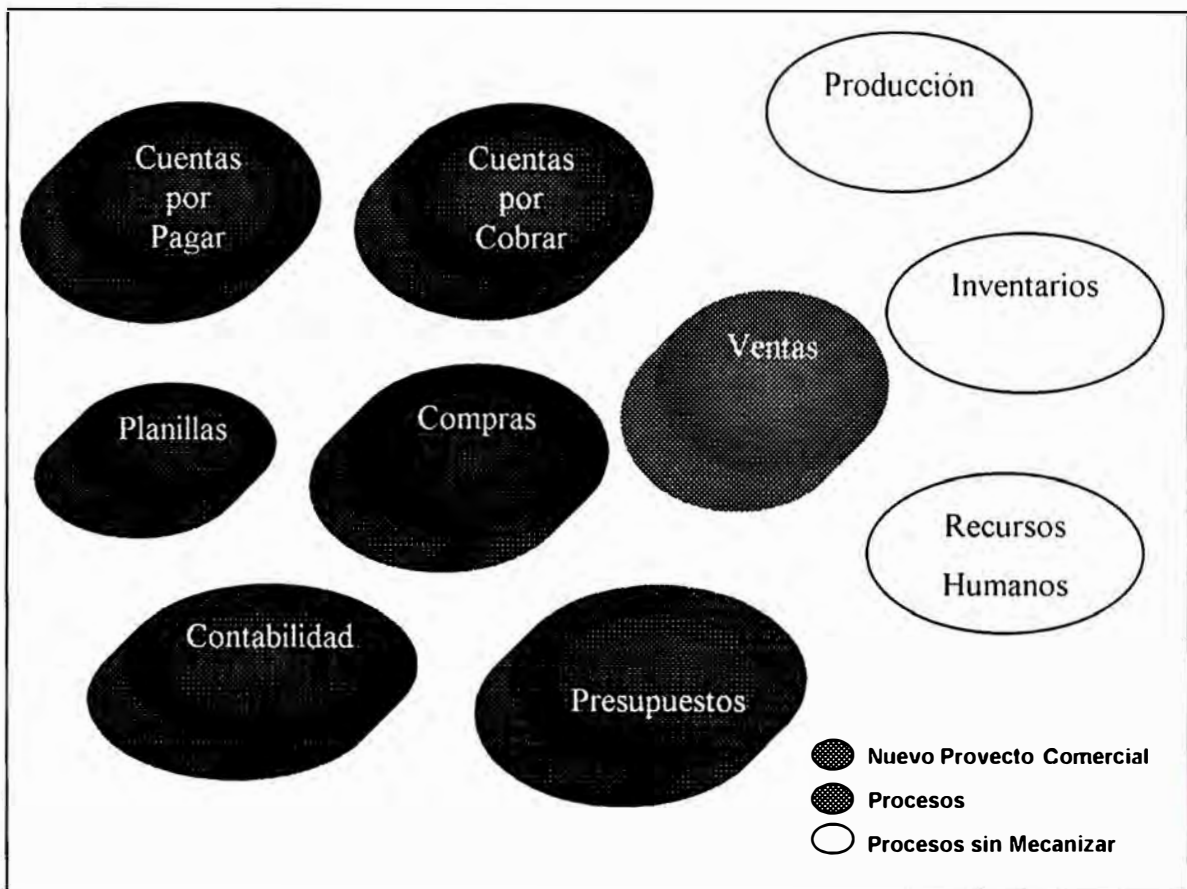 Producción
Cuentas
por
Pagar
Cuentas
por
Cobrar
Inventarios
Ventas
Planillas
Compras
Recursos
Humanos
Contabilidad
Presupuestos
Nuevo Provecto Comercial
Procesos
Procesos sin Mecanizar